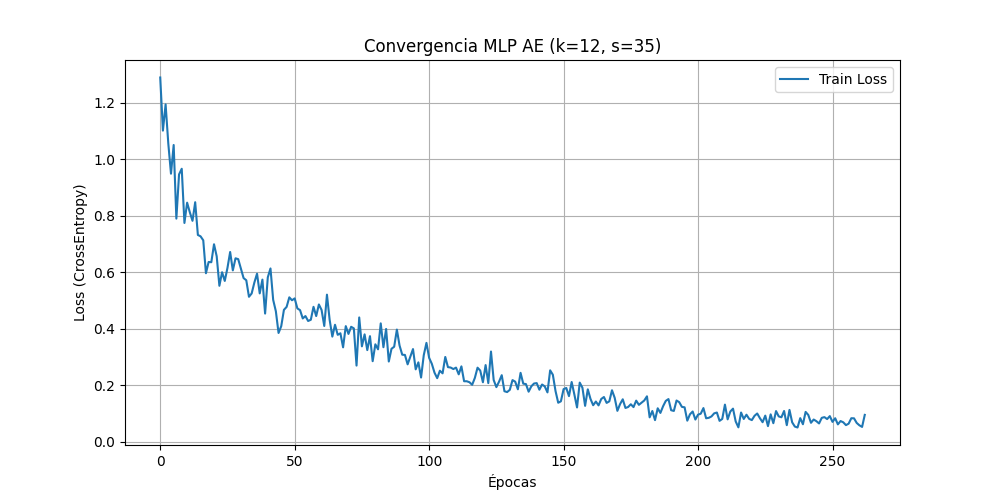 Convergencia MLP AE (k=12, s=35)
Train Loss
Loss (CrossEntropy)
1.2
1.0
0.8
0.6
0.4
0.2
0.0
0 50 100 150 200 250
Épocas